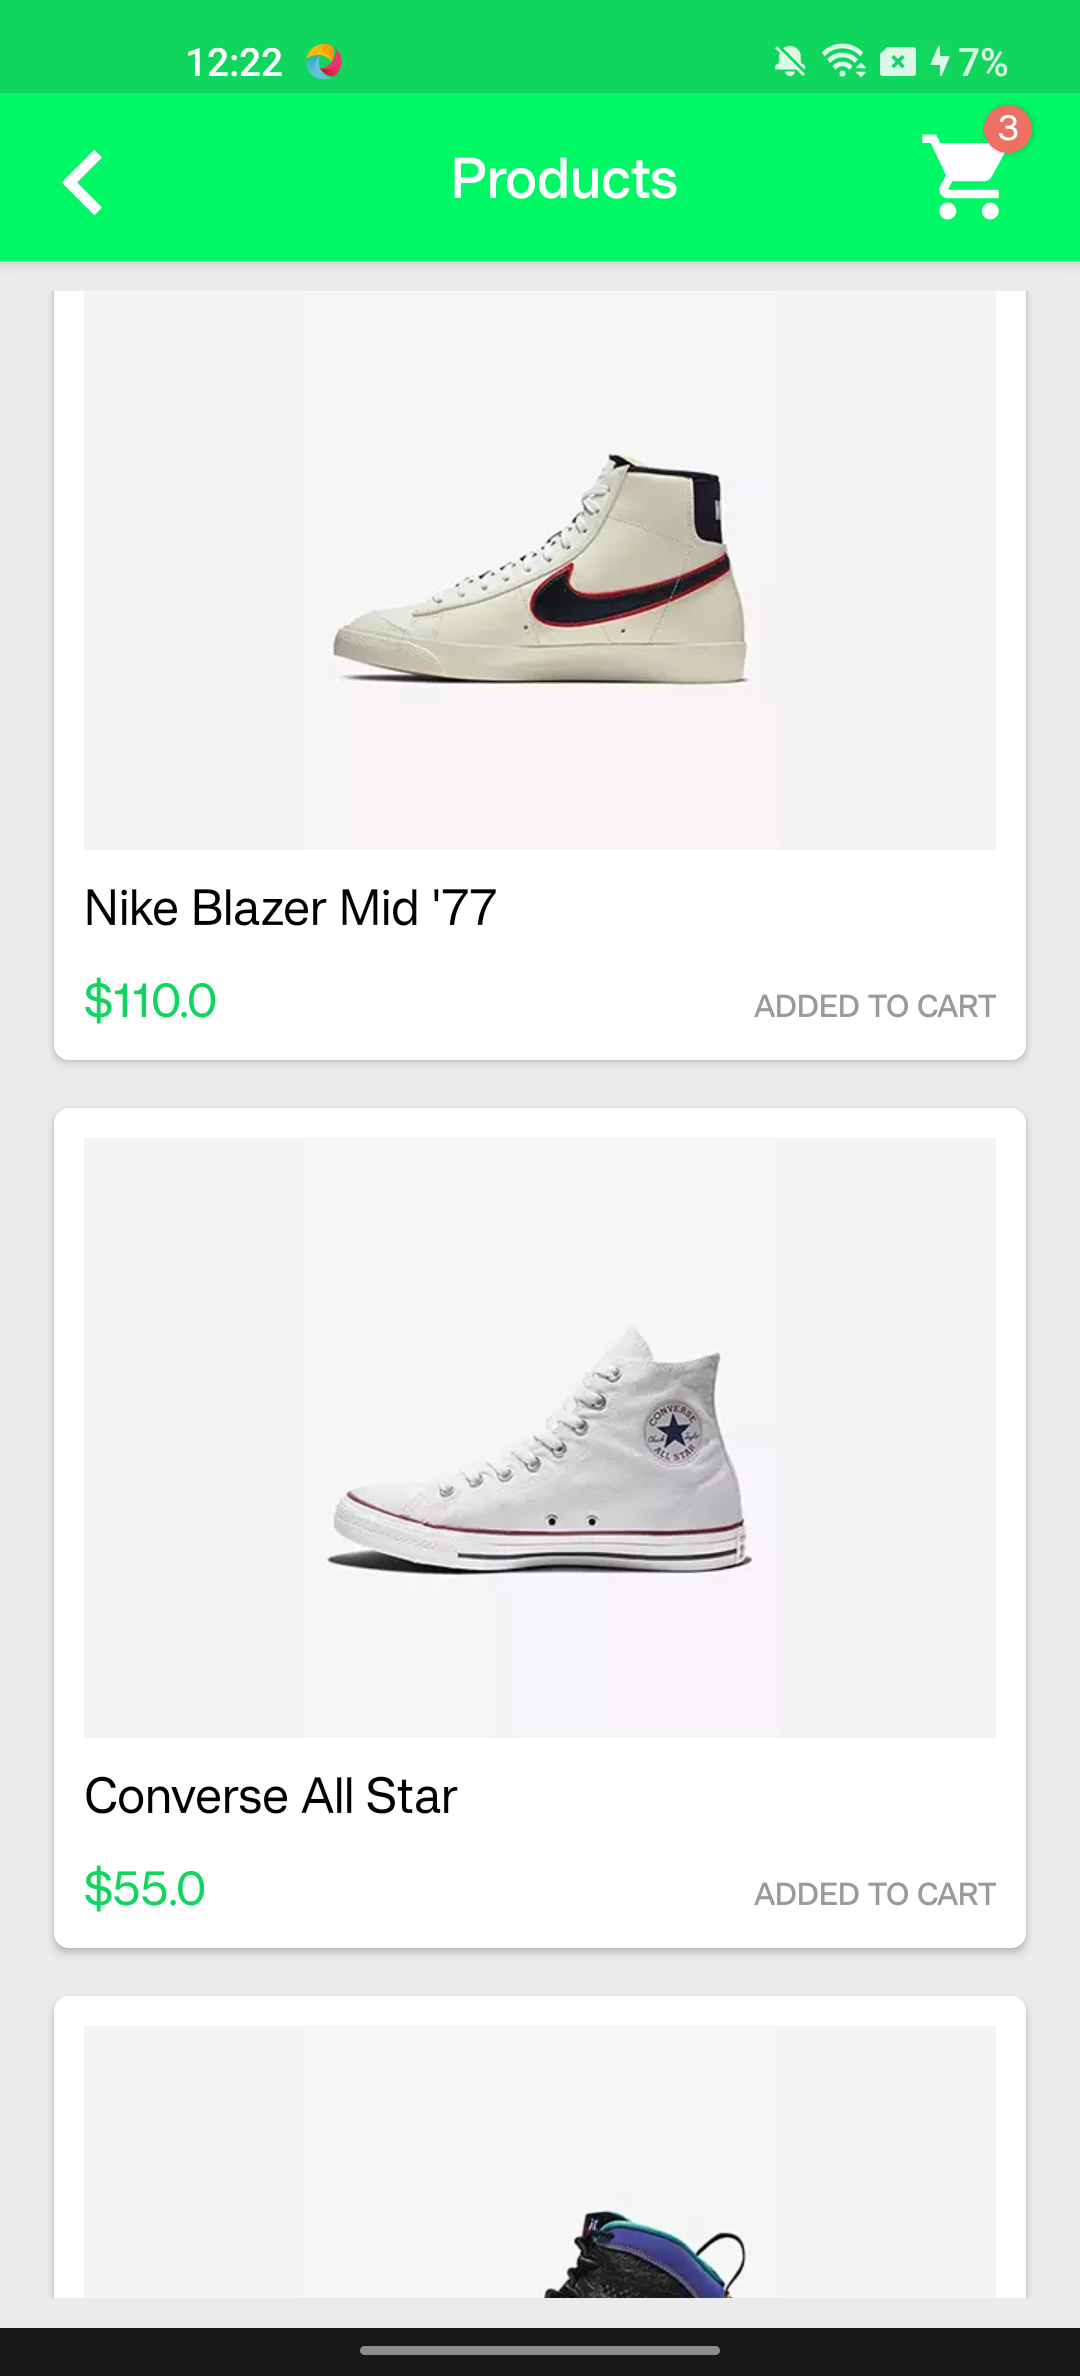 12:22
7%
Products
3
Nike Blazer Mid '77
$110.0
ADDED TO CART
CONVERSE
ALL STAR
Converse All Star
$55.0
ADDED TO CART